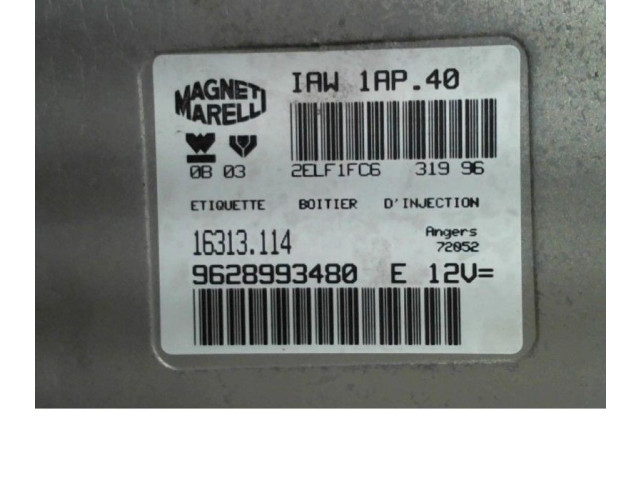 MAGNETI
MARELLI
IAW 1AP.40
0B 03
2ELF1FC6 319 96
ETIQUETTE BOITIER D'INJECTION
16313.114
Angers
72052
9628993480 E 12V=